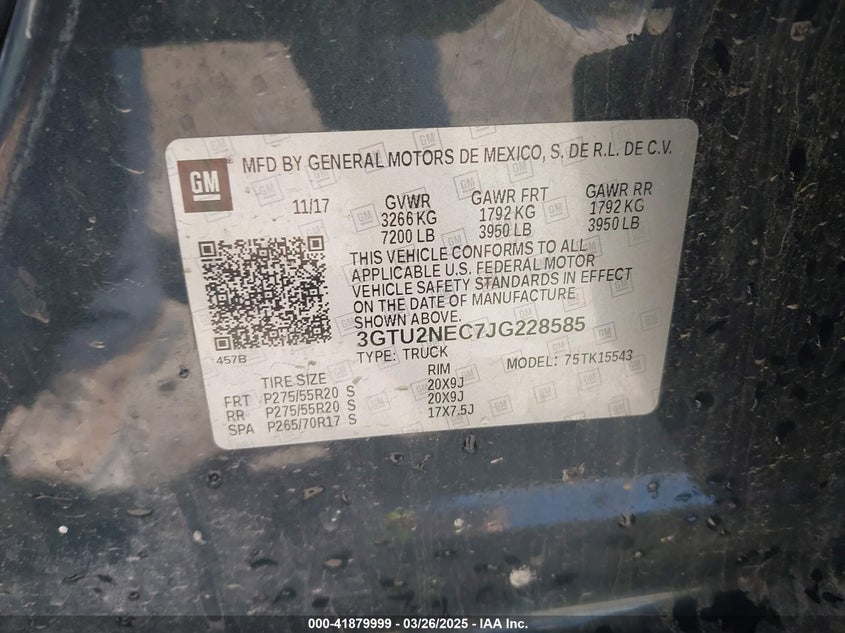 GM
MFD BY GENERAL MOTORS DE MEXICO, S. DE R.L. DE C.V.
11/17 GVWR GAWR FRT GAWR RR
3266 KG 1792 KG 1792 KG
7200 LB 3950 LB 3950 LB
THIS VEHICLE CONFORMS TO ALL
APPLICABLE U.S. FEDERAL MOTOR
VEHICLE SAFETY STANDARDS IN EFFECT
ON THE DATE OF MANUFACTURE
SHOWN ABOVE.
457B
3GTU2NEC7JG228585
TYPE: TRUCK MODEL: 75TK15543
TIRE SIZE RIM
FRT P275/55R20 S 20X9J
RR P275/55R20 S 20X9J
SPA P265/70R17 S 17X7.5J
000-41879999 — 03/26/2025 — IAA Inc.